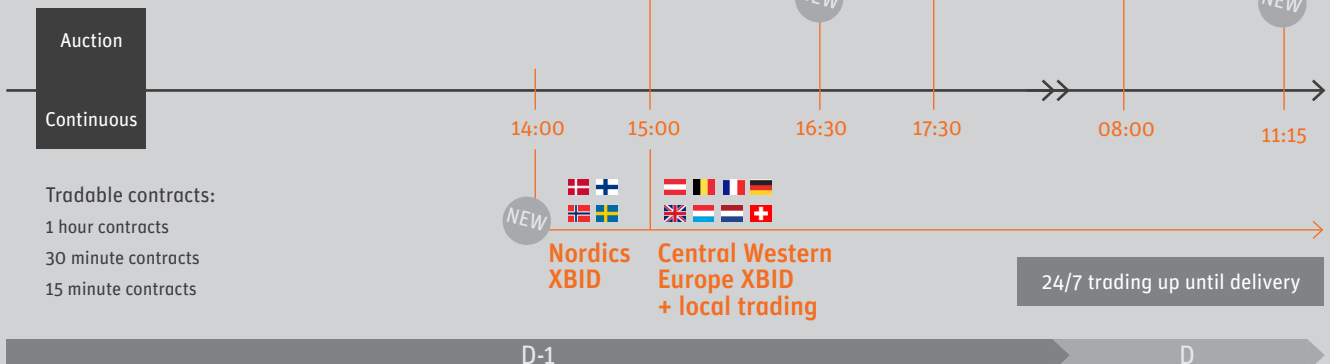 NEW
NEW
Auction
Continuous
14:00
15:00
16:30
17:30
08:00
11:15
Tradable contracts:
1 hour contracts
30 minute contracts
15 minute contracts
NEW
Nordics
XBID
Central Western
Europe XBID
+ local trading
24/7 trading up until delivery
D-1
D